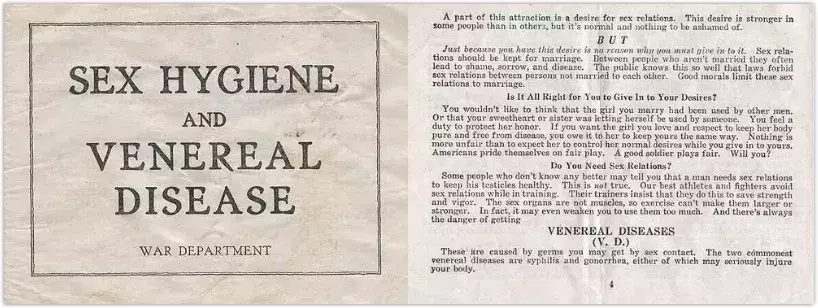 SEX HYGIENE
AND
VENEREAL
DISEASE
WAR DEPARTMENT
A part of this attraction is a desire for sex relations. This desire is stronger in
some people than in others, but it's normal and nothing to be ashamed of.
BUT
Just because you have this desire is no reason why you must give in to it. Sex rela-
tions should be kept for marriage. Between people who aren't married they often
lead to shame, sorrow, and disease. The public knows this so well that laws forbid
sex relations between persons not married to each other. Good morals limit these sex
relations to marriage.
Is It All Right for You to Give In to Your Desires?
You wouldn't like to think that the girl you marry had been used by other men.
Or that your sweetheart or sister was letting herself be used by someone. You feel a
duty to protect her honor. If you want the girl you love and respect to keep her body
pure and free from disease, you owe it to her to keep yours the same way. Nothing is
more unfair than to expect her to control her normal desires while you give in to yours.
Americans pride themselves on fair play. A good soldier plays fair. Will you?
Do You Need Sex Relations?
Some people who don't know any better may tell you that a man needs sex relations
to keep his testicles healthy. This is not true. Our best athletes and fighters avoid
sex relations while in training. Their trainers insist that they do this to save strength
and vigor. The sex organs are not muscles, so exercise can't make them larger or
stronger. In fact, it may even weaken you to use them too much. And there's always
the danger of getting
VENEREAL DISEASES
(V. D.)
These are caused by germs you may get by sex contact. The two commonest
venereal diseases are syphilis and gonorrhea, either of which may seriously injure
your body.
4